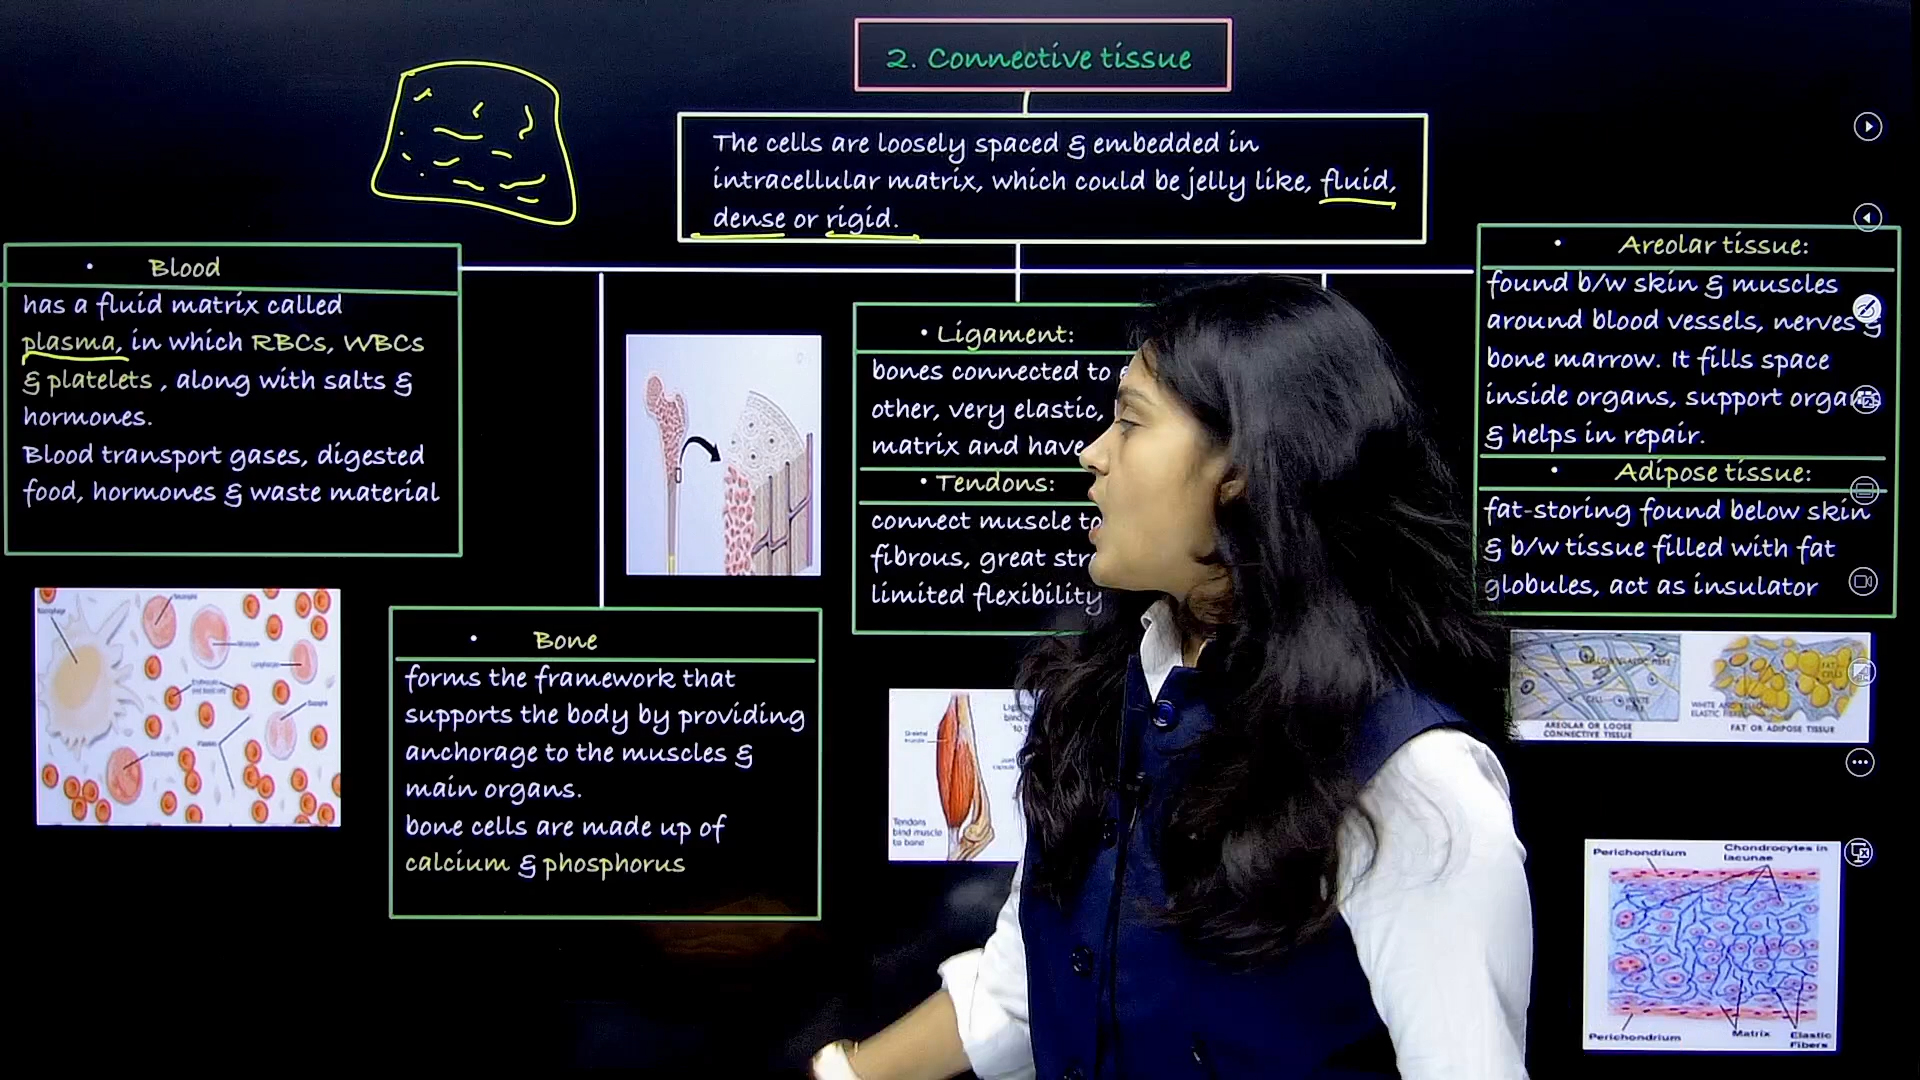 2. Connective tissue
The cells are loosely spaced & embedded in
intracellular matrix, which could be jelly like, fluid,
dense or rigid.
• Blood
has a fluid matrix called
plasma, in which RBCs, WBCs
& platelets , along with salts &
hormones.
Blood transport gases, digested
food, hormones & waste material
• Bone
forms the framework that
supports the body by providing
anchorage to the muscles &
main organs.
bone cells are made up of
calcium & phosphorus
• Ligament:
bones connected to
other, very elastic,
matrix and have
• Tendons:
connect muscle to
fibrous, great
limited flexibility
Tendons
bind muscle
to bone
• Areolar tissue:
found b/w skin & muscles
around blood vessels, nerves &
bone marrow. It fills space
inside organs, support organs
& helps in repair.
• Adipose tissue:
fat-storing found below skin
& b/w tissue filled with fat
globules, act as insulator
AREOLAR OR LOOSE
CONNECTIVE TISSUE
FAT
CELLS
FAT OR ADIPOSE TISSUE
Perichondrium
Chondrocytes in
lacunae
Perichondrium
Matrix
Elastic
Fibers